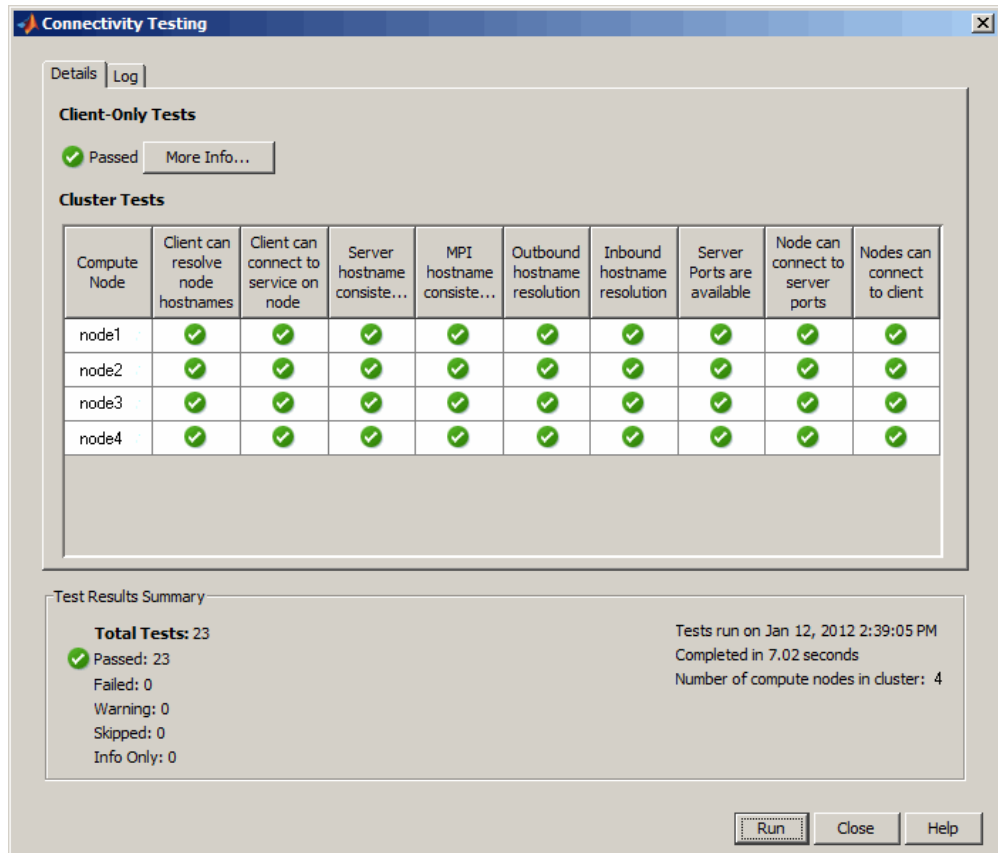 Connectivity Testing
Details
Log
Client-Only Tests
Passed
More Info...
Cluster Tests
Compute
Node
Client can
resolve
node
hostnames
Client can
connect to
service on
node
Server
hostname
consiste...
MPI
hostname
consiste...
Outbound
hostname
resolution
Inbound
hostname
resolution
Server
Ports are
available
Node can
connect to
server
ports
Nodes can
connect
to client
node1
node2
node3
node4
Test Results Summary
Total Tests: 23
Passed: 23
Failed: 0
Warning: 0
Skipped: 0
Info Only: 0
Tests run on Jan 12, 2012 2:39:05 PM
Completed in 7.02 seconds
Number of compute nodes in cluster: 4
Run
Close
Help